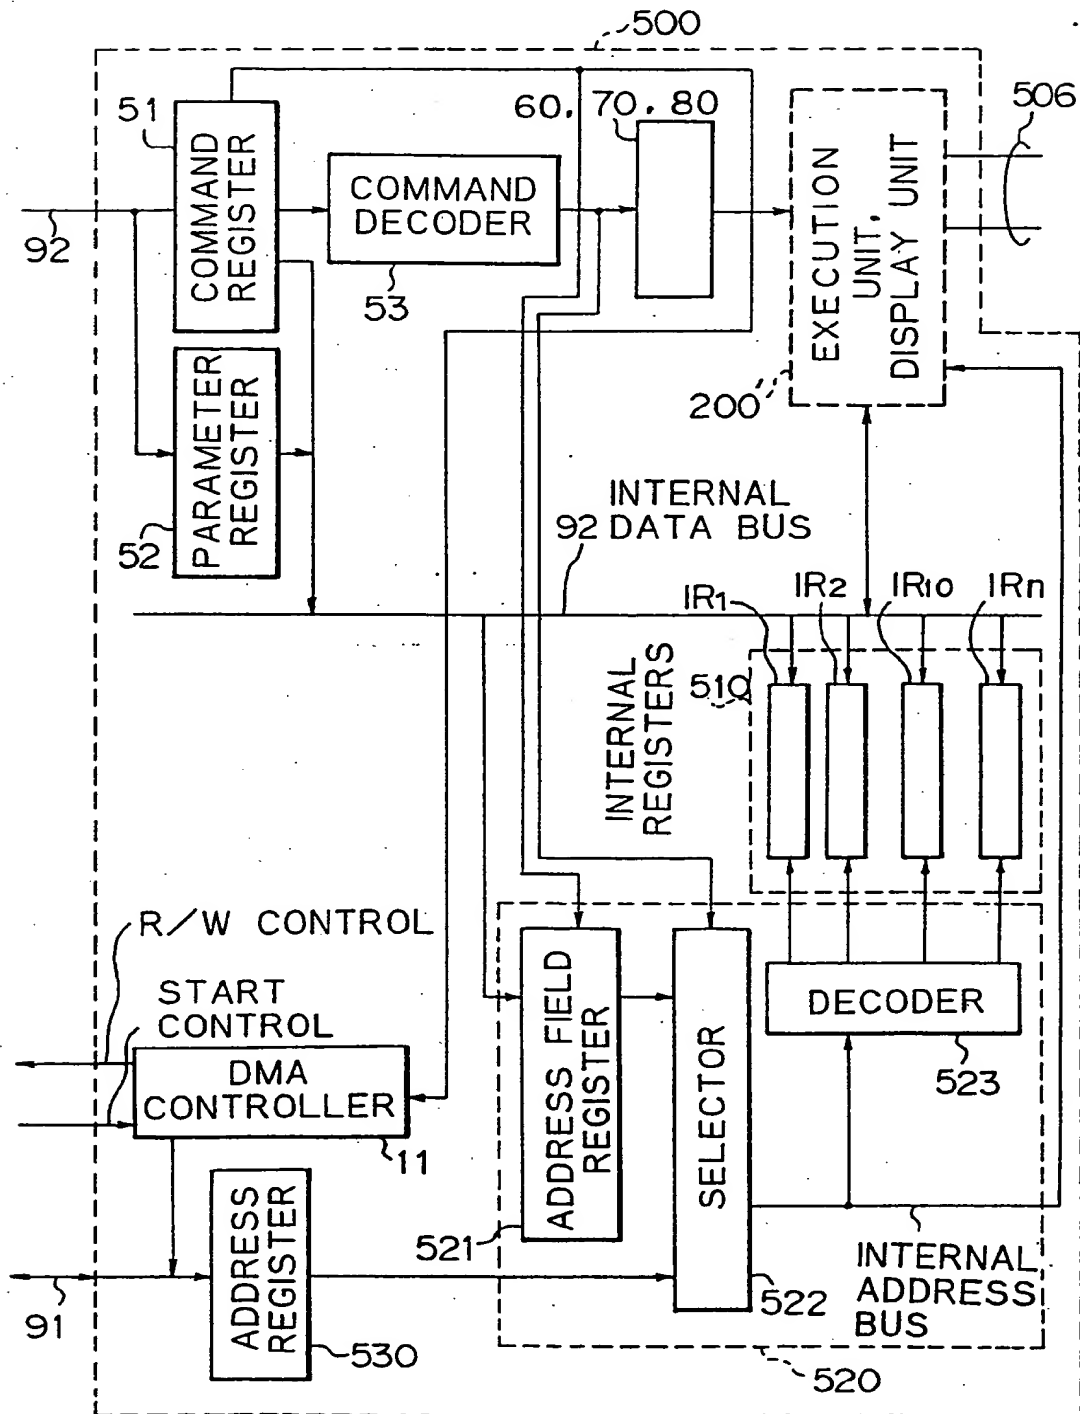 500
51
COMMAND
REGISTER
COMMAND
DECODER
53
60, 70, 80
EXECUTION
UNIT,
DISPLAY UNIT
506
92
PARAMETER
REGISTER
52
200'
INTERNAL
92 DATA BUS
IR1
IR2
IR10
IRn
INTERNAL
REGISTERS
510
R/W CONTROL
START
CONTROL
DMA
CONTROLLER
11
ADDRESS FIELD
REGISTER
521
SELECTOR
522
DECODER
523
ADDRESS
REGISTER
530
91
INTERNAL
ADDRESS
BUS
520